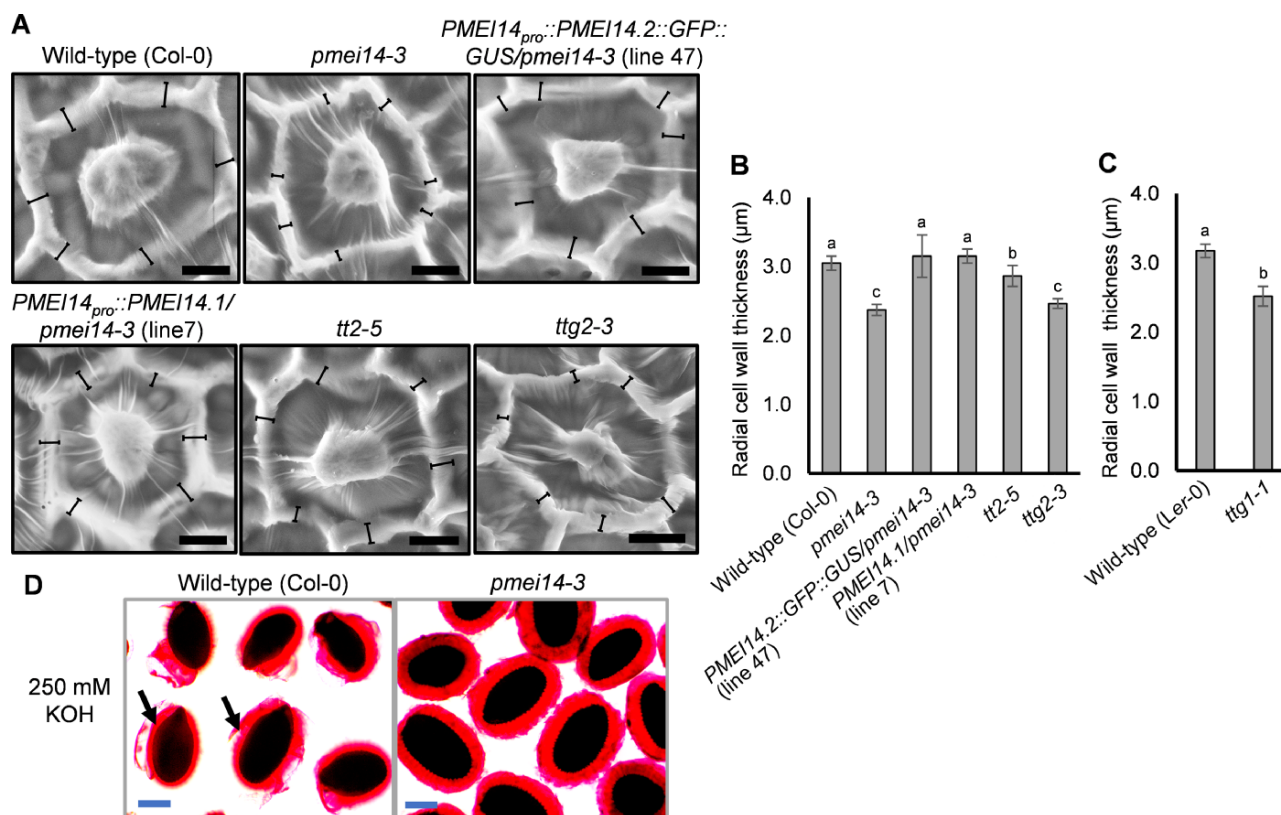 A
Wild-type (Col-0)
pmei14-3
PMEI14pro::PMEI14.2::GFP::
GUS/pmei14-3 (line 47)
PMEI14pro::PMEI14.1/
pmei14-3 (line7)
tt2-5
ttg2-3
B
Radial cell wall thickness (µm)
4.0
3.0
2.0
1.0
0.0
a
c
a
a
b
c
Wild-type (Col-0)
pmei14-3
PMEI14.2::GFP::GUS/pmei14-3
(line 47)
PMEI14.1/pmei14-3
(line 7)
tt2-5
ttg2-3
C
Radial cell wall thickness (µm)
4.0
3.0
2.0
1.0
0.0
a
b
Wild-type (Ler-0)
ttg1-1
D
Wild-type (Col-0)
pmei14-3
250 mM
KOH